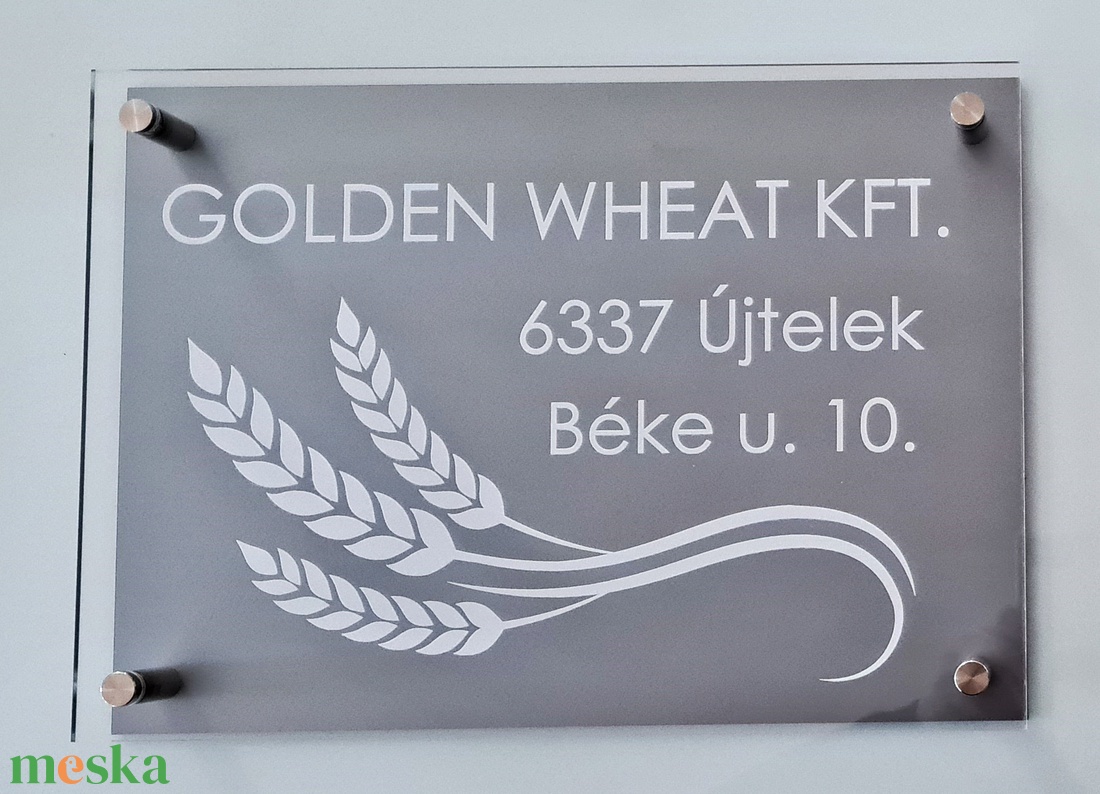 GOLDEN WHEAT KFT.
6337 Újtelek
Béke u. 10.
meska